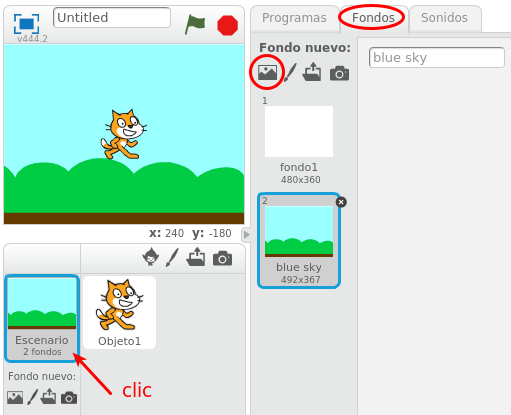 Untitled
v444.2
Programas
Fondos
Sonidos
Fondo nuevo:
blue sky
1
fondo1
480x360
2
blue sky
492x367
x: 240 y: -180
Escenario
2 fondos
Objeto1
Fondo nuevo:
clic